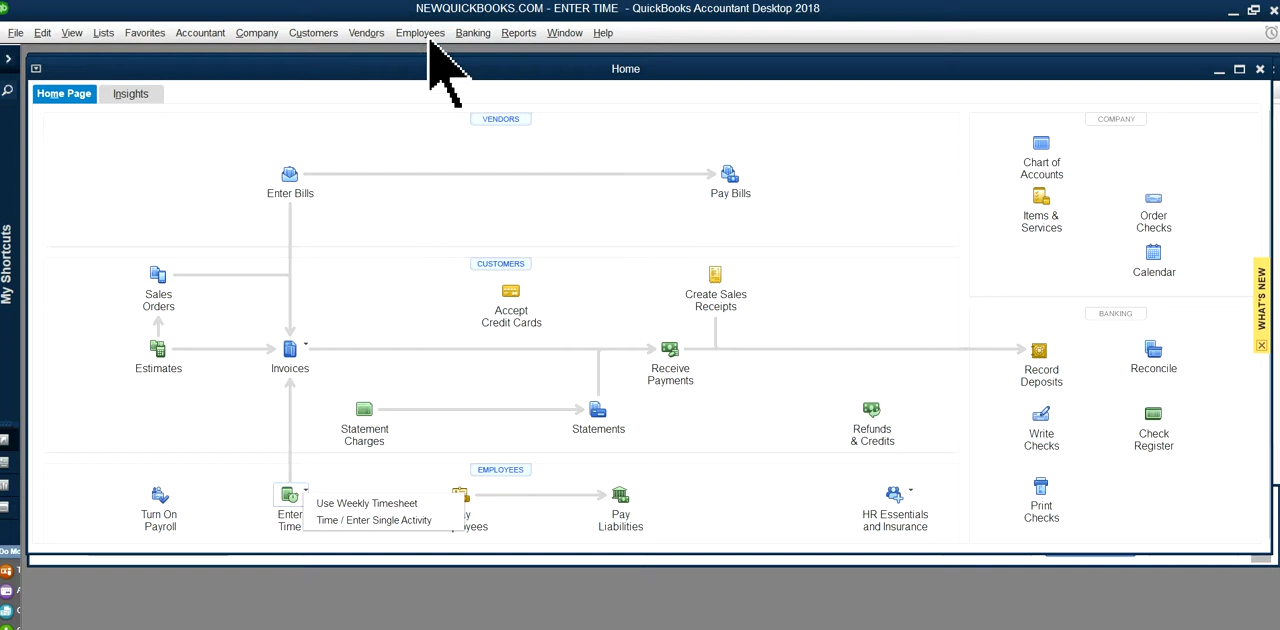 NEWQUICKBOOKS.COM - ENTER TIME - QuickBooks Accountant Desktop 2018
File Edit View Lists Favorites Accountant Company Customers Vendors Employees Banking Reports Window Help
Home
Home Page Insights
VENDORS
COMPANY
Enter Bills
Pay Bills
Chart of
Accounts
Items &
Services
Order
Checks
Calendar
CUSTOMERS
Sales
Orders
Accept
Credit Cards
Create Sales
Receipts
Estimates
Invoices
Receive
Payments
Statement
Charges
Statements
Refunds
& Credits
BANKING
Record
Deposits
Reconcile
Write
Checks
Check
Register
Print
Checks
EMPLOYEES
Turn On
Payroll
Enter
Time
Use Weekly Timesheet
Time / Enter Single Activity
Pay
Liabilities
HR Essentials
and Insurance
My Shortcuts
WHAT'S NEW